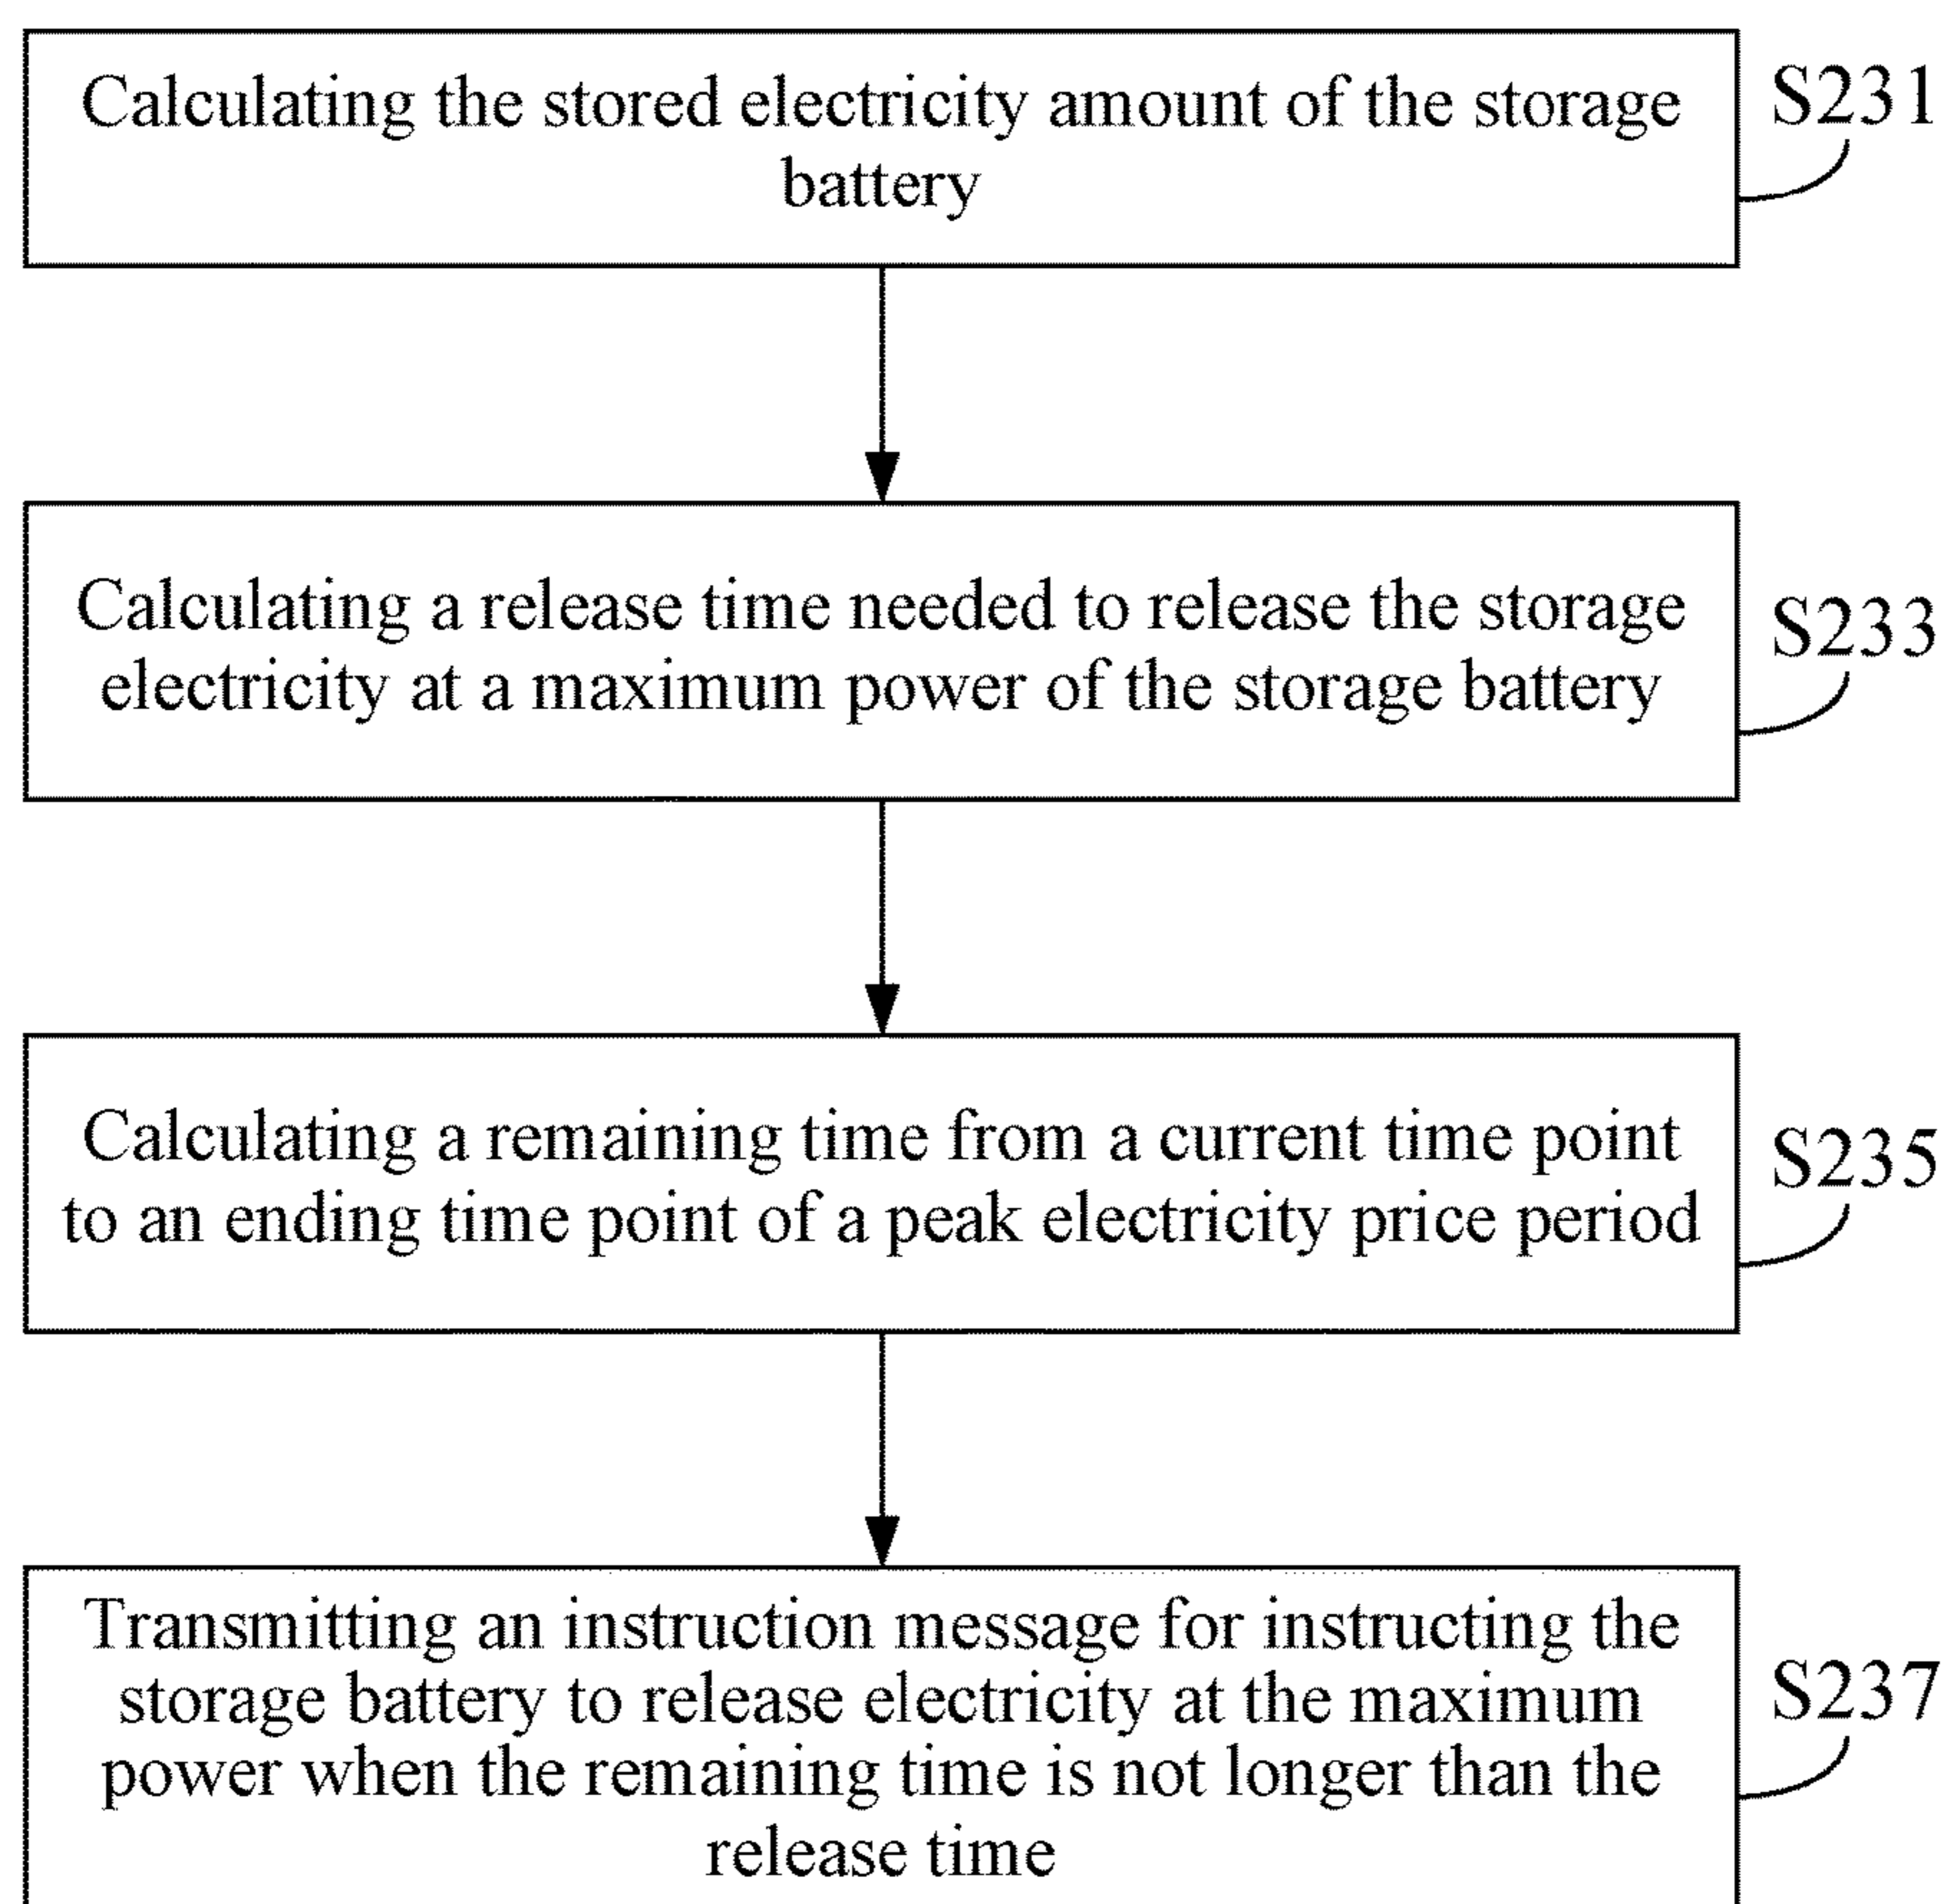 Calculating the stored electricity amount of the storage
battery
S231
Calculating a release time needed to release the storage
electricity at a maximum power of the storage battery
S233
Calculating a remaining time from a current time point
to an ending time point of a peak electricity price period
S235
Transmitting an instruction message for instructing the
storage battery to release electricity at the maximum
power when the remaining time is not longer than the
release time
S237